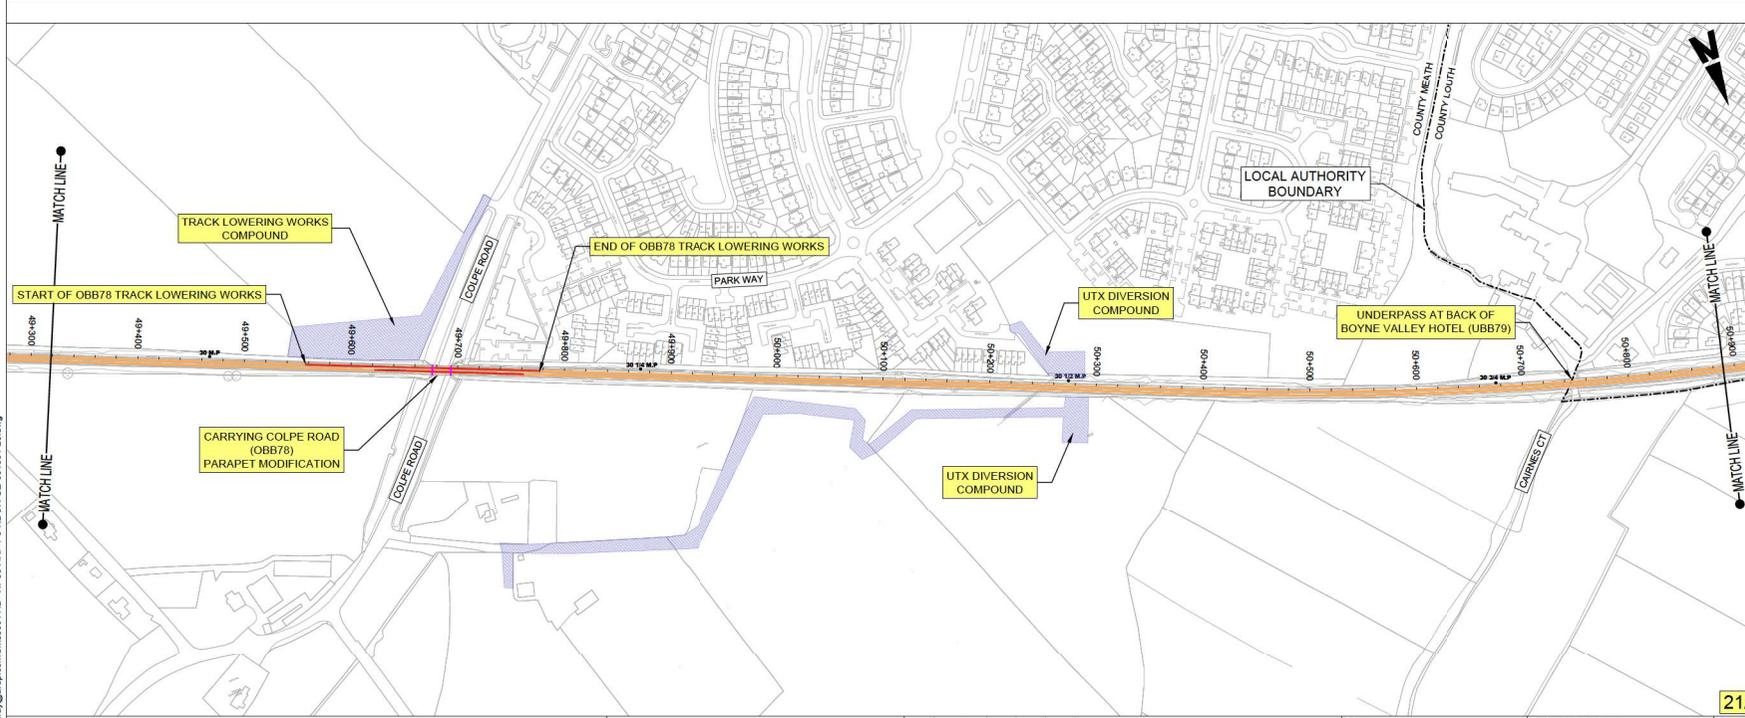 N
COUNTY MEATH
COUNTY LOUTH
MATCH LINE
LOCAL AUTHORITY
BOUNDARY
TRACK LOWERING WORKS
COMPOUND
COLPE ROAD
END OF OBB78 TRACK LOWERING WORKS
MATCH LINE
PARK WAY
START OF OBB78 TRACK LOWERING WORKS
UTX DIVERSION
COMPOUND
UNDERPASS AT BACK OF
BOYNE VALLEY HOTEL (UBB79)
49+300
49+400
49+500
49+600
49+700
49+800
49+900
50+000
50+100
50+200
50+300
50+400
50+500
50+600
50+700
50+800
50+900
30 M.P
30 1/4 M.P
30 1/2 M.P
30 3/4 M.P
CARRYING COLPE ROAD
(OBB78)
PARAPET MODIFICATION
COLPE ROAD
UTX DIVERSION
COMPOUND
CAIRNES CT
MATCH LINE
MATCH LINE
21